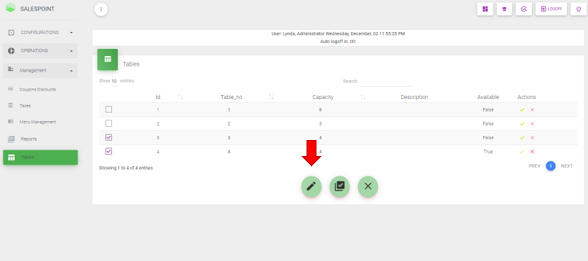 SALESPOINT
LOGOFF
CONFIGURATIONS
OPERATIONS
Management
Coupons Discounts
Taxes
Menu Management
Reports
Tables
User: Lynda, Administrator Wednesday, December, 02 11:55:25 PM
Auto logoff in: 0h:
Tables
Show 10 entries
Search:
Id Table_no Capacity Description Available Actions
1 1 8 False
2 2 False
3 3 4 False
4 4 4 True
Showing 1 to 4 of 4 entries
PREV 1 NEXT